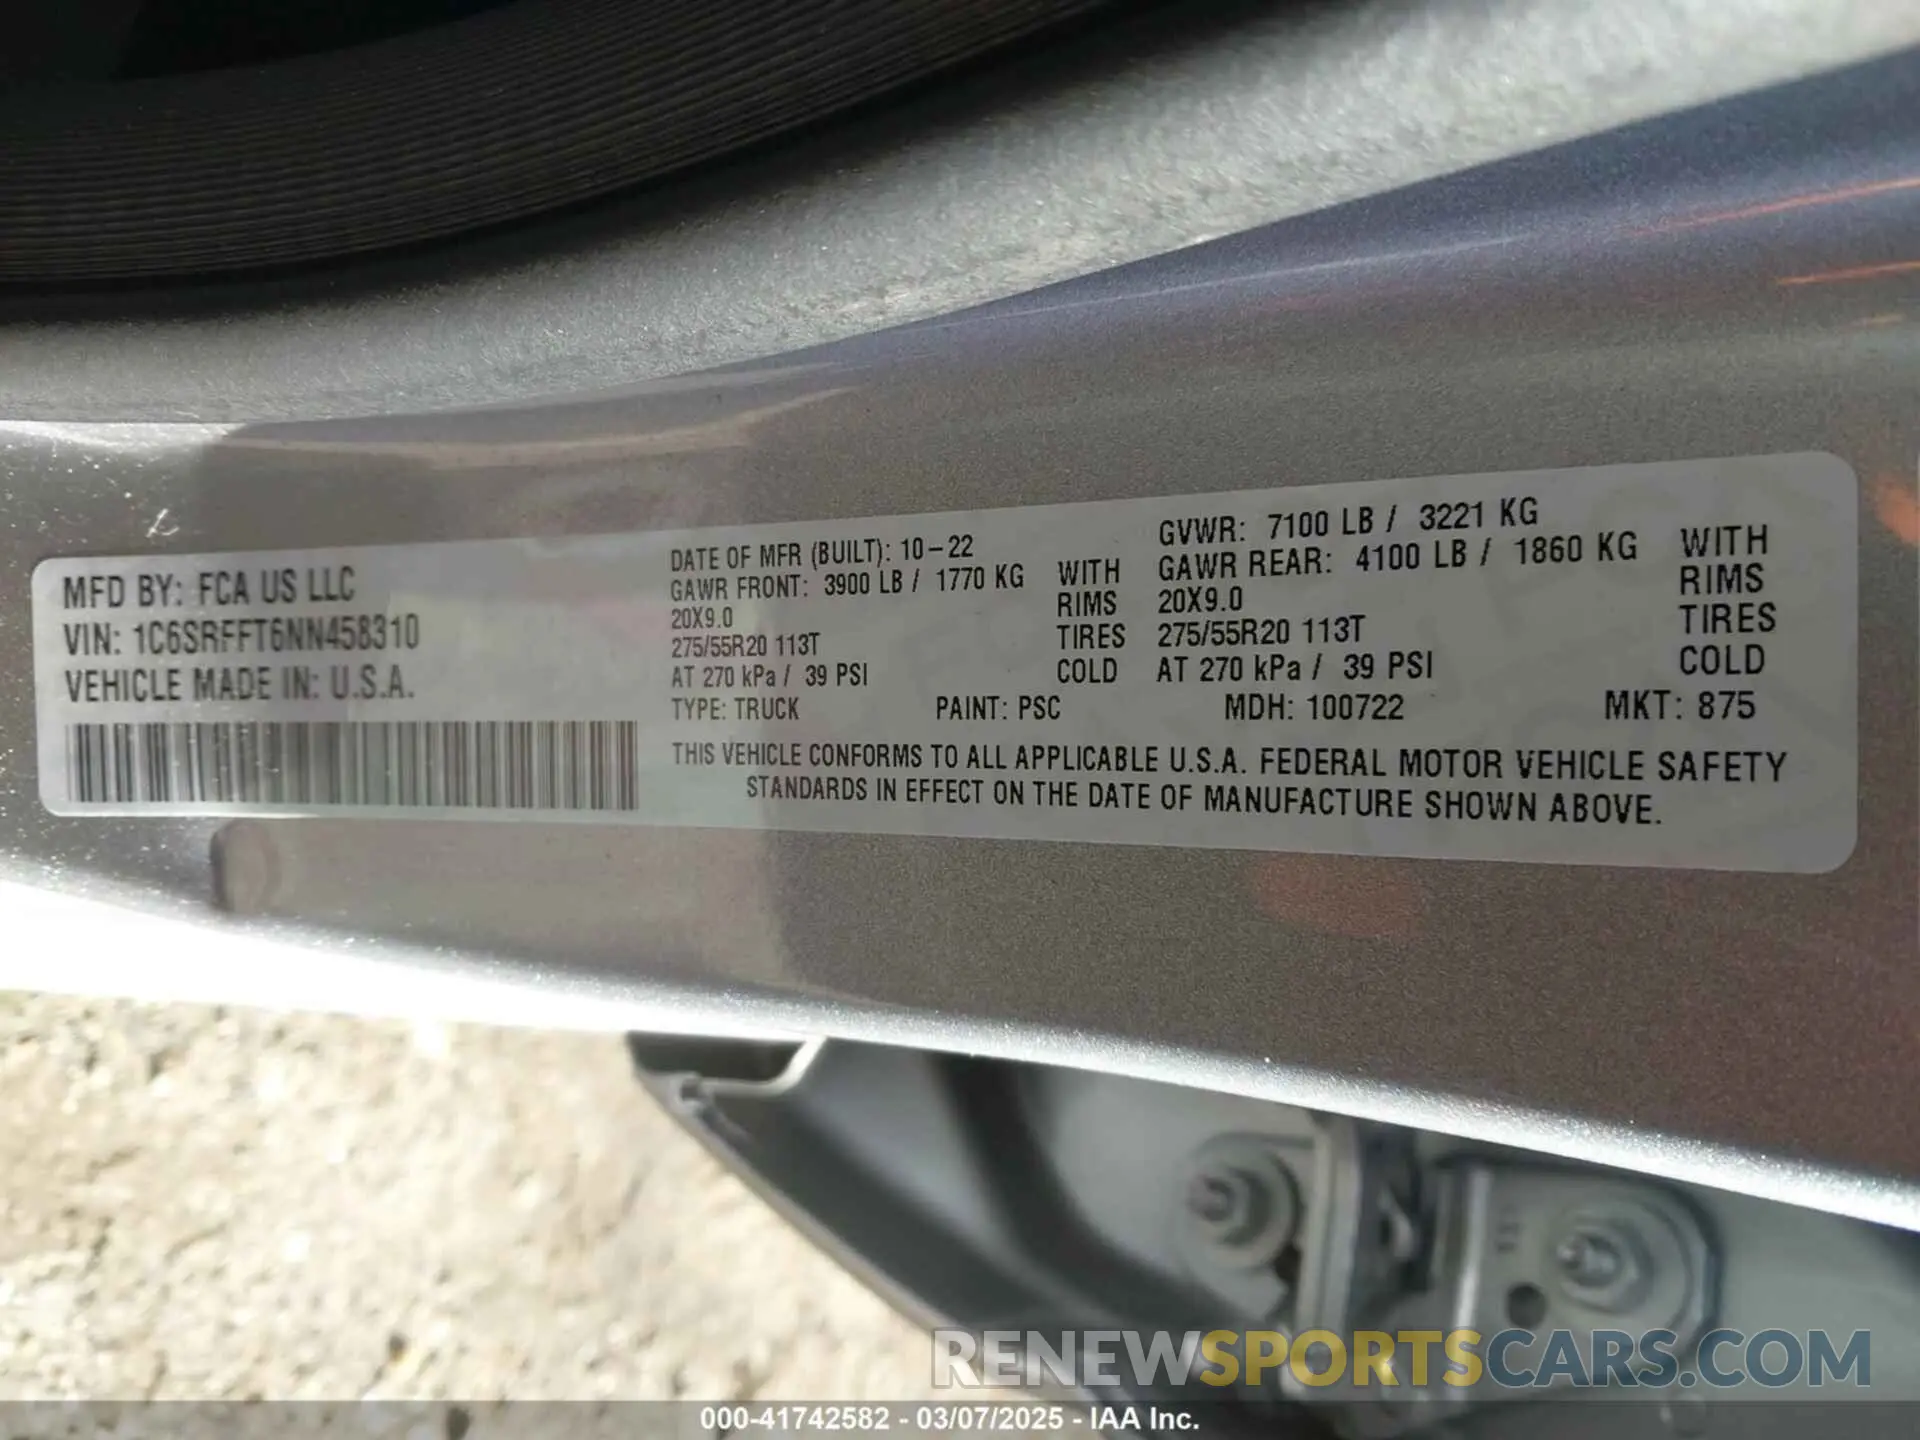 MFD BY: FCA US LLC
VIN: 1C6SRFFT6NN458310
VEHICLE MADE IN: U.S.A.
DATE OF MFR (BUILT): 10-22
GAWR FRONT: 3900 LB / 1770 KG WITH
20X9.0 RIMS
275/55R20 113T TIRES
AT 270 kPa / 39 PSI COLD
GVWR: 7100 LB / 3221 KG
GAWR REAR: 4100 LB / 1860 KG WITH
20X9.0 RIMS
275/55R20 113T TIRES
AT 270 kPa / 39 PSI COLD
TYPE: TRUCK PAINT: PSC MDH: 100722 MKT: 875
THIS VEHICLE CONFORMS TO ALL APPLICABLE U.S.A. FEDERAL MOTOR VEHICLE SAFETY
STANDARDS IN EFFECT ON THE DATE OF MANUFACTURE SHOWN ABOVE.
RENEWSPORTSCARS.COM
000-41742582 - 03/07/2025 - IAA Inc.